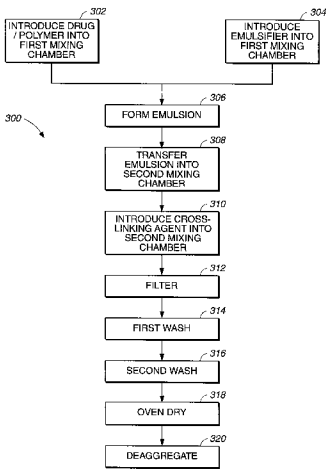 302
INTRODUCE DRUG
/ POLYMER INTO
FIRST MIXING
CHAMBER
304
INTRODUCE
EMULSIFIER INTO
FIRST MIXING
CHAMBER
300
306
FORM EMULSION
308
TRANSFER
EMULSION INTO
SECOND MIXING
CHAMBER
310
INTRODUCE CROSS-
LINKING AGENT INTO
SECOND MIXING
CHAMBER
312
FILTER
314
FIRST WASH
316
SECOND WASH
318
OVEN DRY
320
DEAGGREGATE